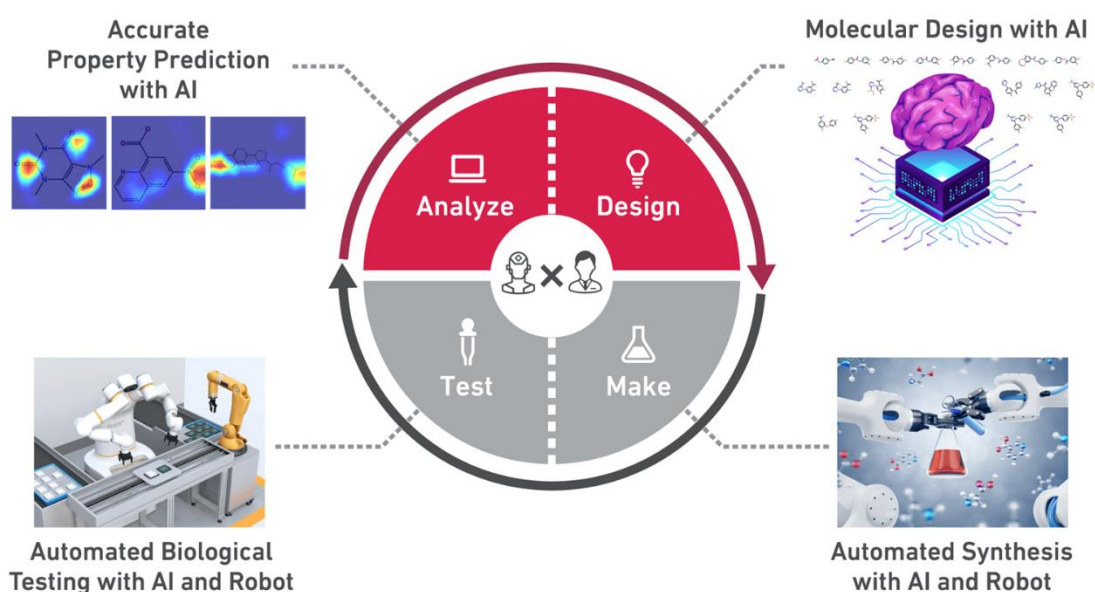 Accurate
Property Prediction
with AI
Molecular Design with AI
Analyze
Design
Test
Make
Automated Biological
Testing with AI and Robot
Automated Synthesis
with AI and Robot